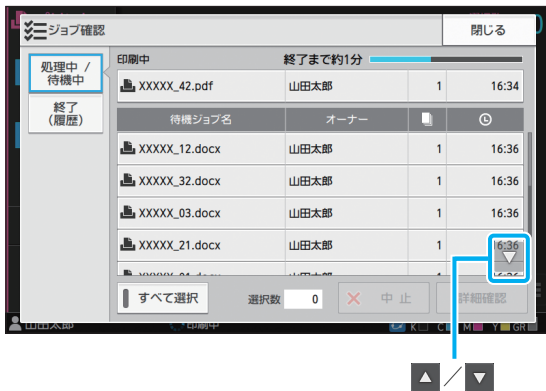 ジョブ確認
閉じる
処理中 /
待機中
終了
(履歴)
印刷中 終了まで約1分
XXXXX_42.pdf 山田太郎 1 16:34
待機ジョブ名 オーナー
XXXXX_12.docx 山田太郎 1 16:36
XXXXX_32.docx 山田太郎 1 16:36
XXXXX_03.docx 山田太郎 1 16:36
XXXXX_21.docx 山田太郎 1 16:36
すべて選択 選択数 0 中止 詳細確認
山田太郎 印刷中 K C M Y GR
/